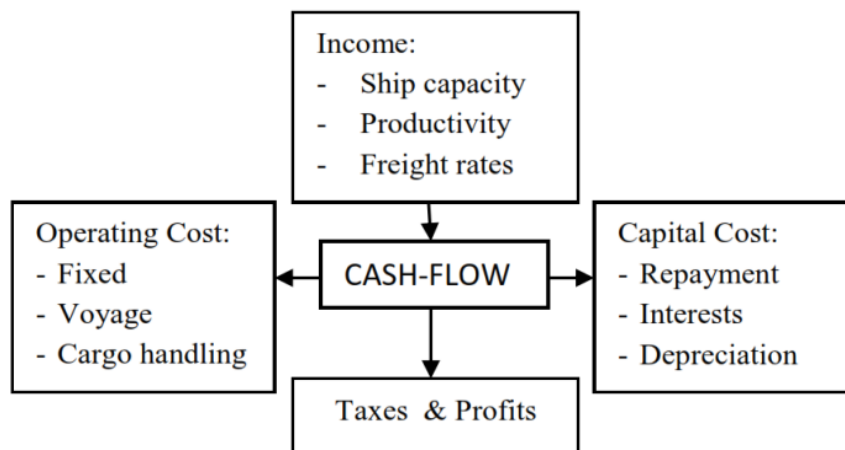 Income:
- Ship capacity
- Productivity
- Freight rates
Operating Cost:
- Fixed
- Voyage
- Cargo handling
CASH-FLOW
Capital Cost:
- Repayment
- Interests
- Depreciation
Taxes & Profits